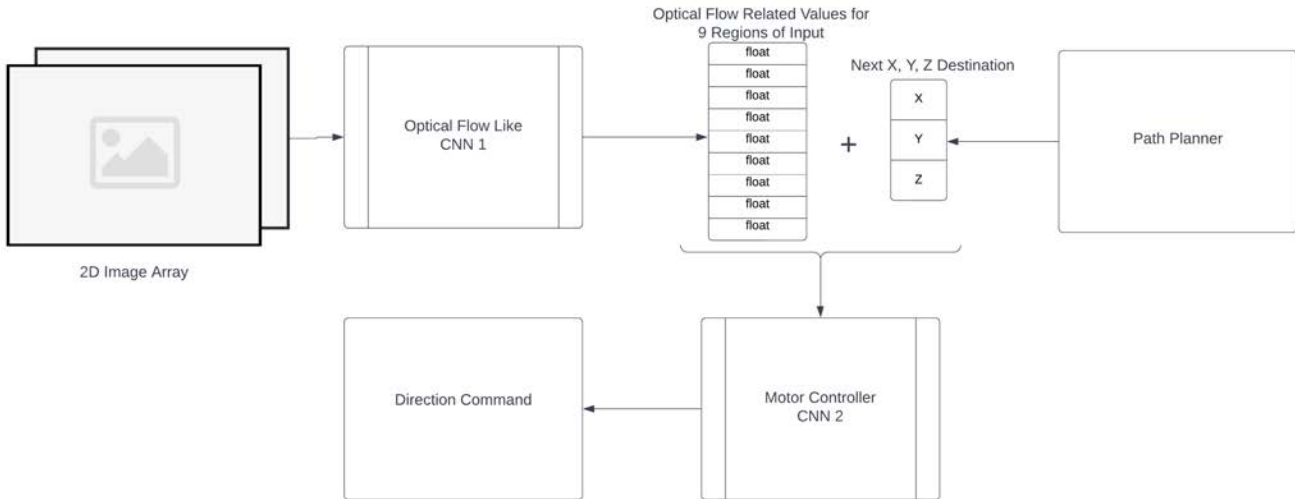 Optical Flow Related Values for
9 Regions of Input
float
float
float
float
float
float
float
float
float
Next X, Y, Z Destination
X
Y
Z
+
Optical Flow Like
CNN 1
Path Planner
2D Image Array
Direction Command
Motor Controller
CNN 2